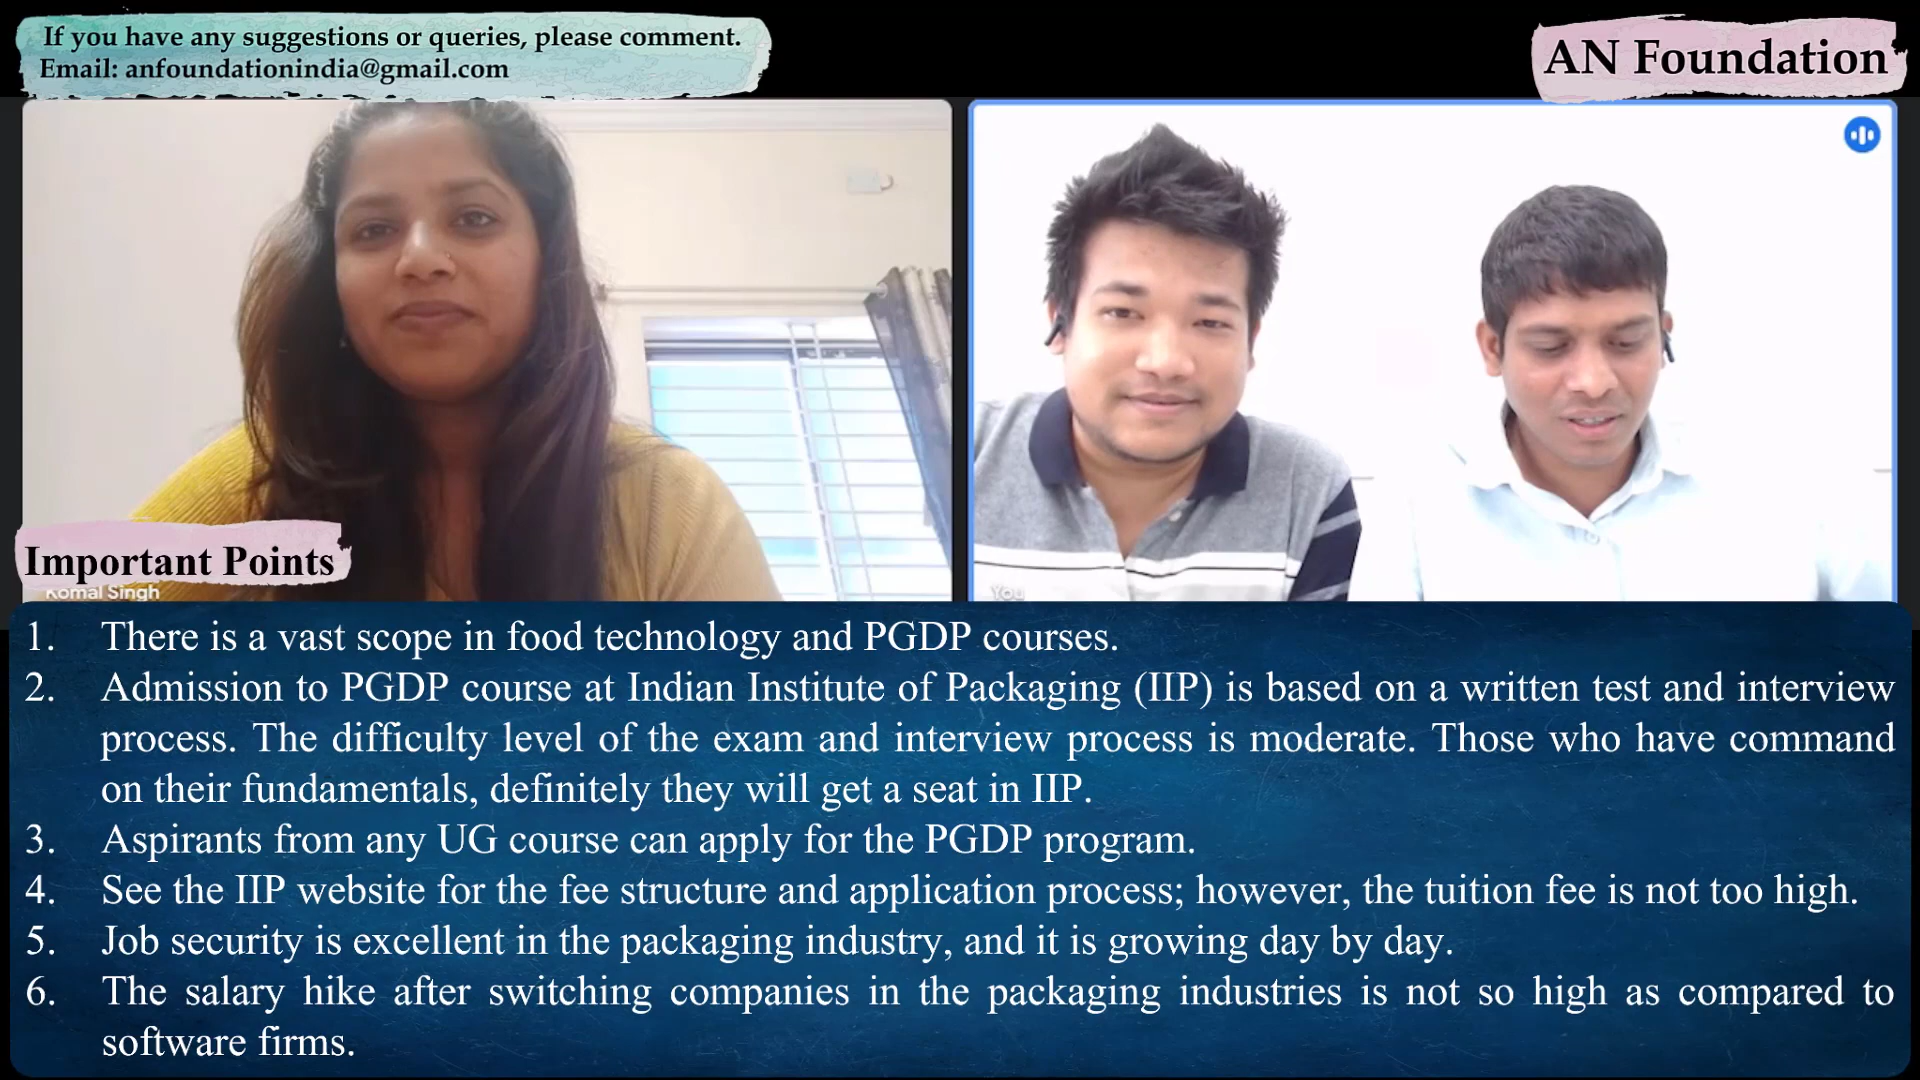 If you have any suggestions or queries, please comment.
Email: anfoundationindia@gmail.com
AN Foundation
Important Points
Komal Singh
You
1. There is a vast scope in food technology and PGDP courses.
2. Admission to PGDP course at Indian Institute of Packaging (IIP) is based on a written test and interview
process. The difficulty level of the exam and interview process is moderate. Those who have command
on their fundamentals, definitely they will get a seat in IIP.
3. Aspirants from any UG course can apply for the PGDP program.
4. See the IIP website for the fee structure and application process; however, the tuition fee is not too high.
5. Job security is excellent in the packaging industry, and it is growing day by day.
6. The salary hike after switching companies in the packaging industries is not so high as compared to
software firms.